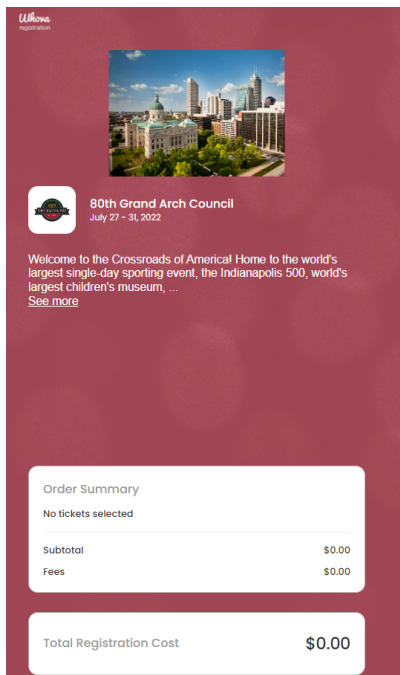 Whova
registration
80th Grand Arch Council
July 27 - 31, 2022
Welcome to the Crossroads of America! Home to the world's
largest single-day sporting event, the Indianapolis 500, world's
largest children's museum, ...
See more
Order Summary
No tickets selected
Subtotal $0.00
Fees $0.00
Total Registration Cost $0.00